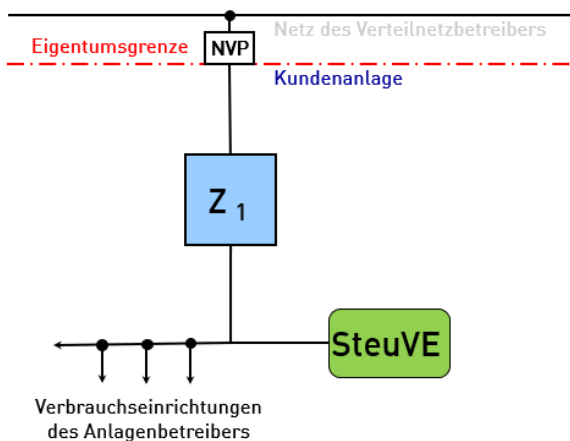 Netz des Verteilnetzbetreibers
Eigentumsgrenze
NVP
Kundenanlage
Z 1
SteuVE
Verbrauchseinrichtungen
des Anlagenbetreibers